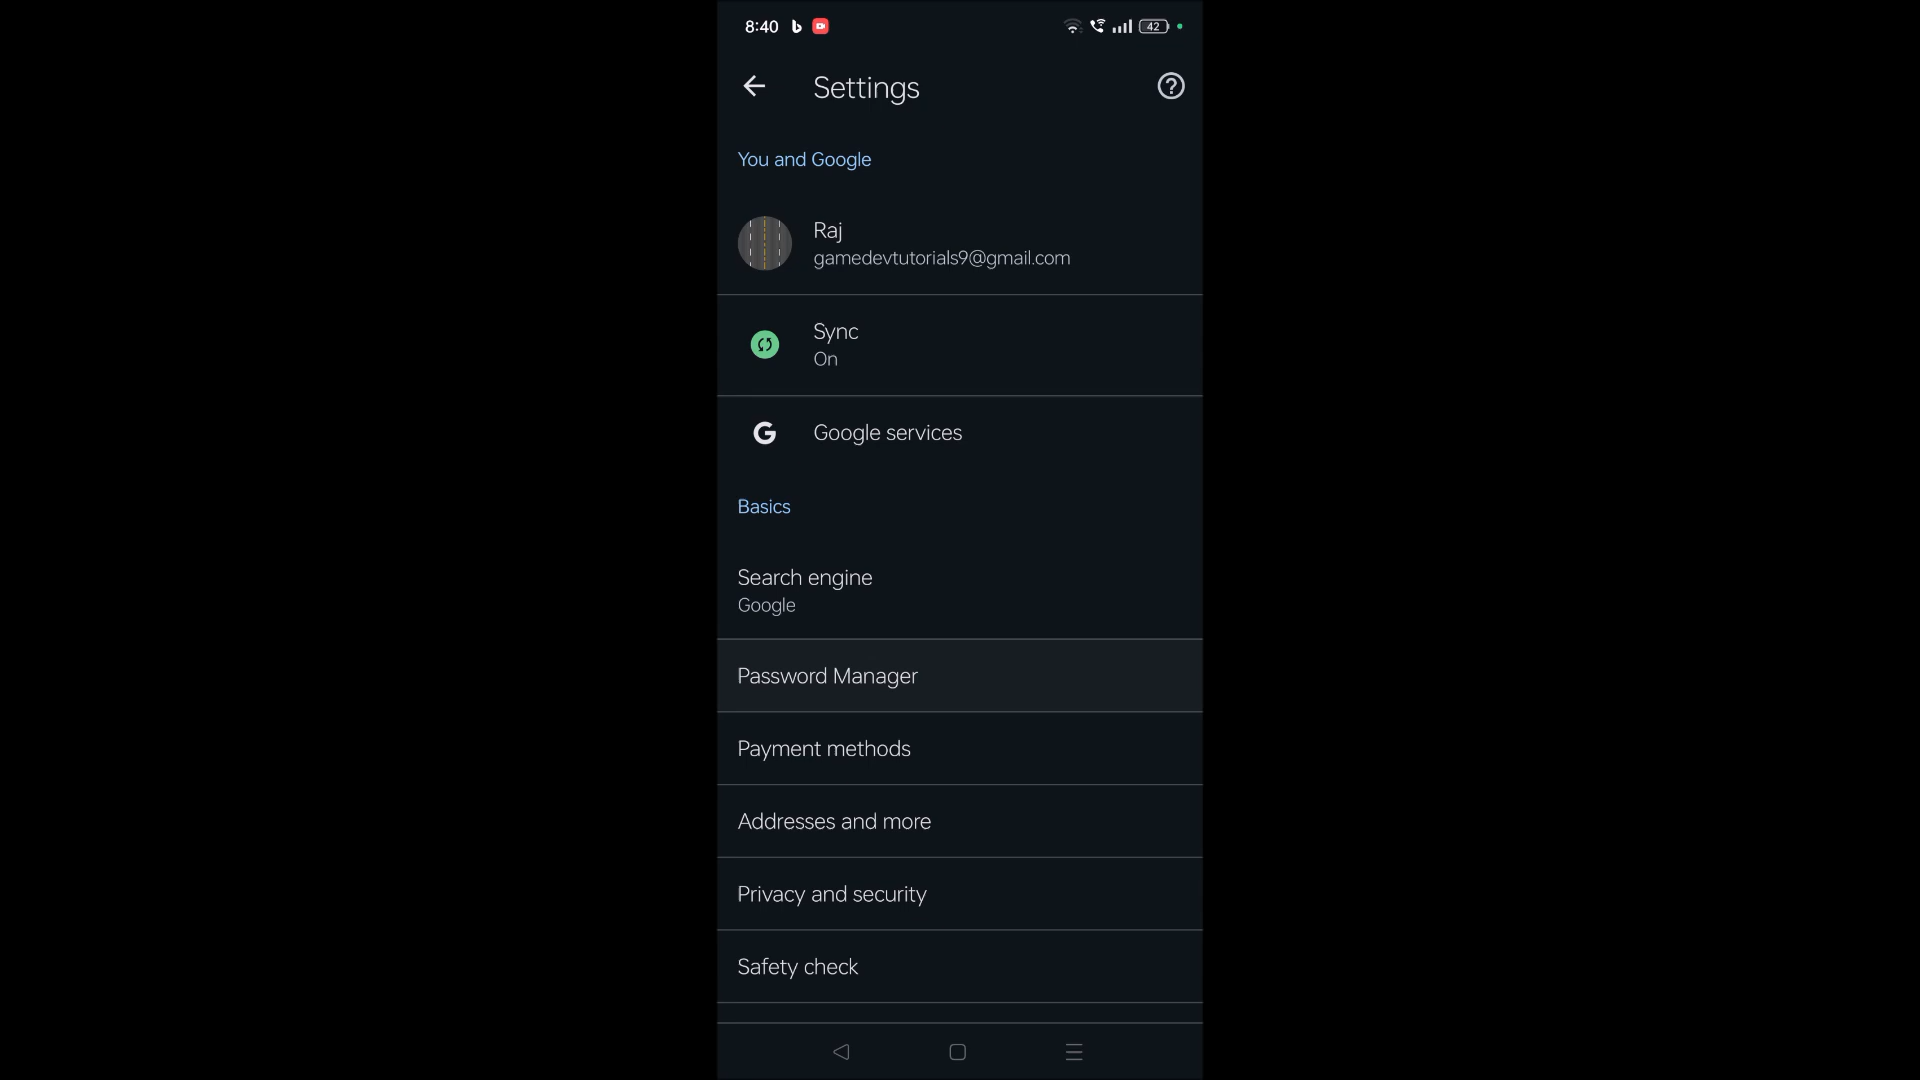 8:40
42
Settings
You and Google
Raj
gamedevtutorials9@gmail.com
Sync
On
Google services
Basics
Search engine
Google
Password Manager
Payment methods
Addresses and more
Privacy and security
Safety check